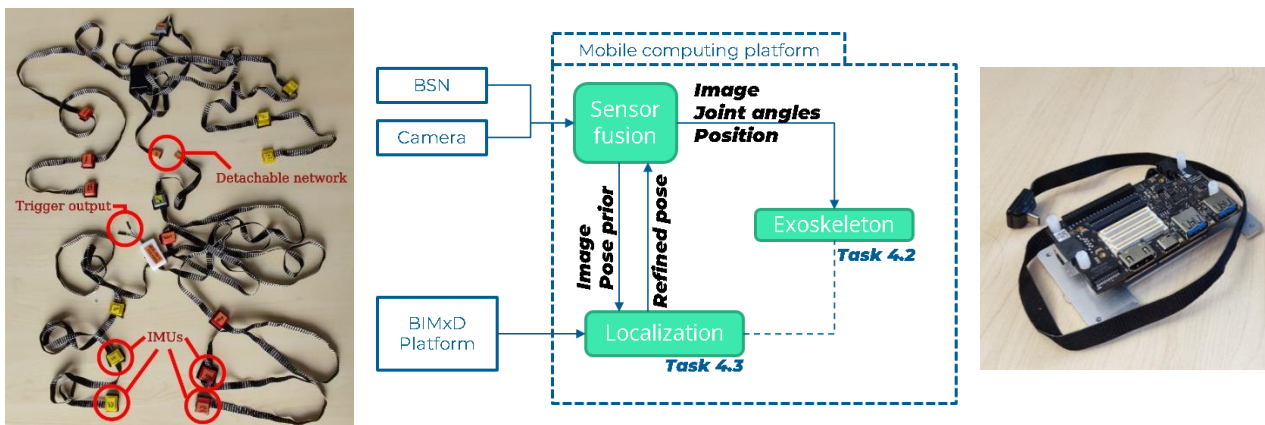 Detachable network
Trigger output
IMUs
Mobile computing platform
BSN
Camera
Sensor
fusion
Image
Joint angles
Position
Image
Pose prior
Refined pose
Exoskeleton
Task 4.2
BIMxD
Platform
Localization
Task 4.3